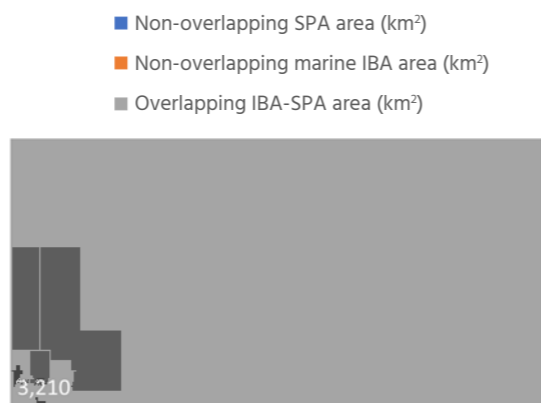 Non-overlapping SPA area (km²)
Non-overlapping marine IBA area (km²)
Overlapping IBA-SPA area (km²)
3,210